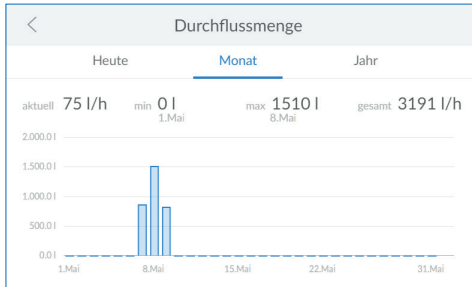 Durchflussmenge
Heute Monat Jahr
aktuell 75 l/h min 0 l max 1510 l gesamt 3191 l/h
1.Mai 8.Mai
2.000.0 l
1.500.0 l
1.000.0 l
500.0 l
0.0 l
1.Mai 8.Mai 15.Mai 22.Mai 31.Mai